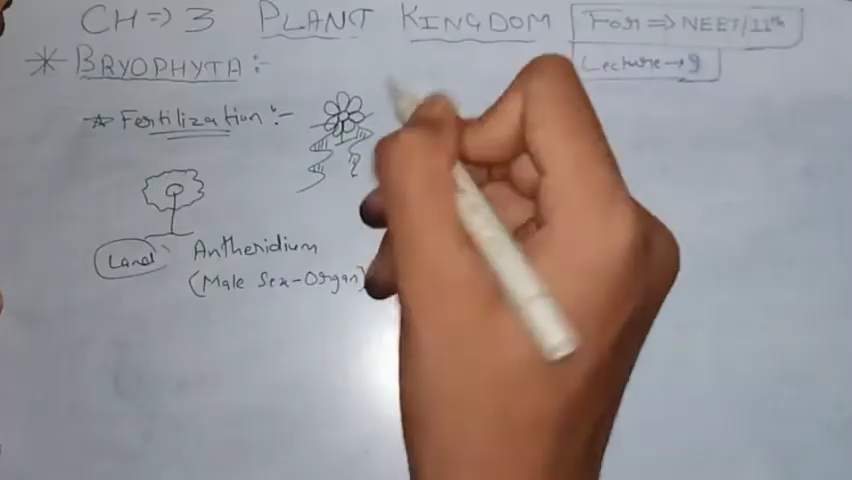 CH⇒3 PLANT KINGDOM
For⇒NEET/11th
Lecture→9
* BRYOPHYTA:-
* Fertilization:-
Land
Antheridium
(Male Sex-Organ)